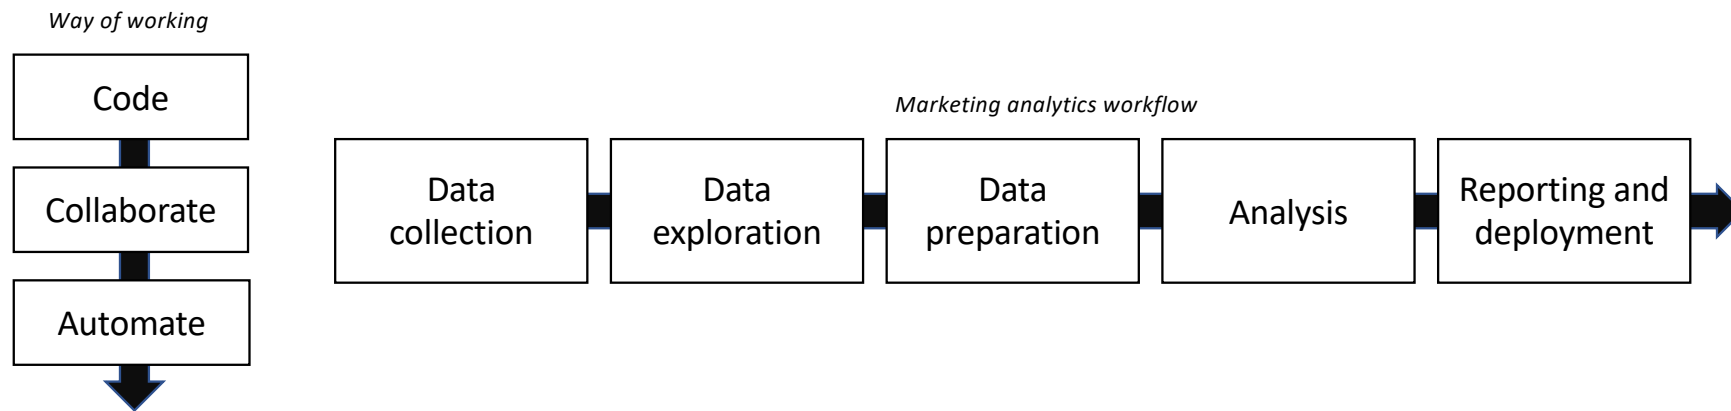 Way of working
Code
Collaborate
Automate
Marketing analytics workflow
Data
collection
Data
exploration
Data
preparation
Analysis
Reporting and
deployment